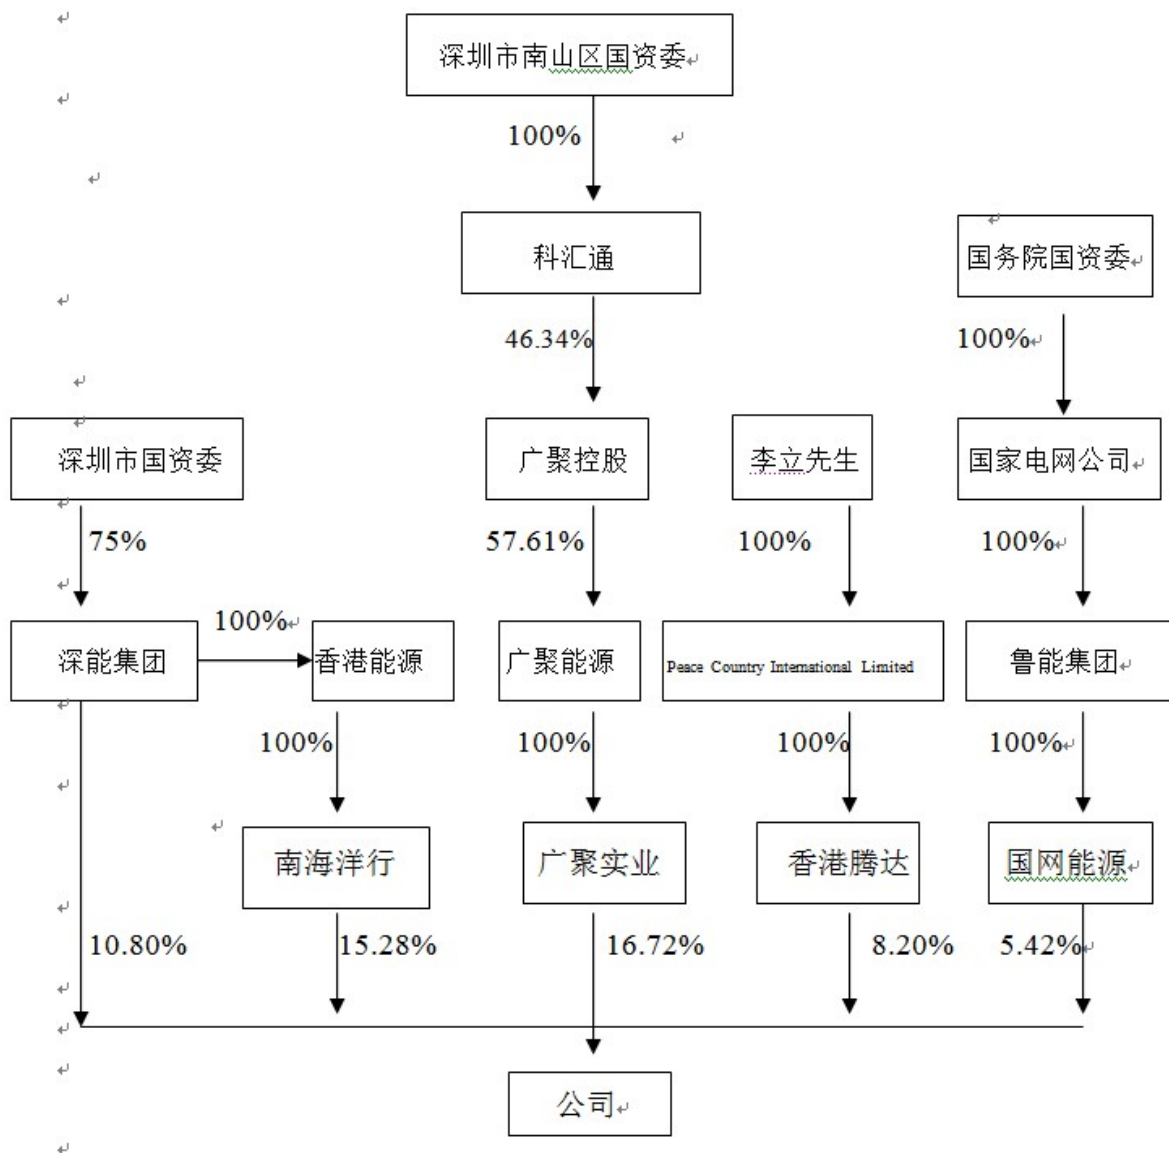 深圳市南山区国资委
100%
科汇通
国务院国资委
46.34%
100%
深圳市国资委
广聚控股
李立先生
国家电网公司
75%
57.61%
100%
100%
100%
深能集团
香港能源
广聚能源
Peace Country International Limited
鲁能集团
100%
100%
100%
100%
南海洋行
广聚实业
香港腾达
国网能源
10.80%
15.28%
16.72%
8.20%
5.42%
公司